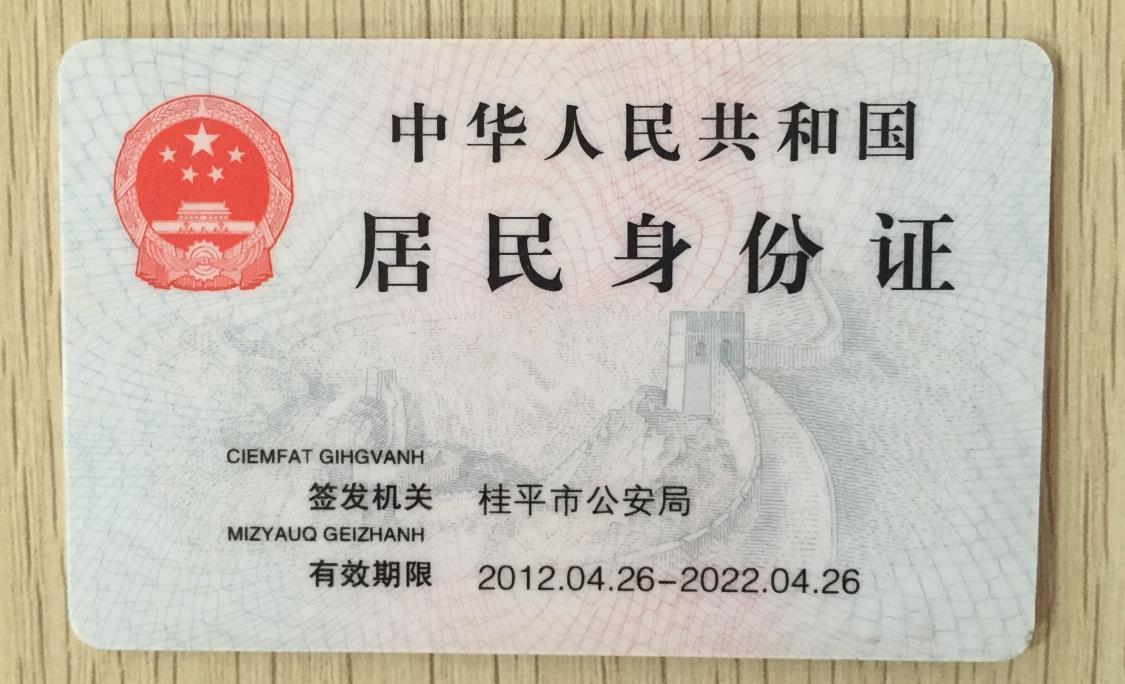 中华人民共和国
居民身份证
CIEMFAT GIHGVANH
签发机关 桂平市公安局
MIZYAUQ GEIZHANH
有效期限 2012.04.26-2022.04.26